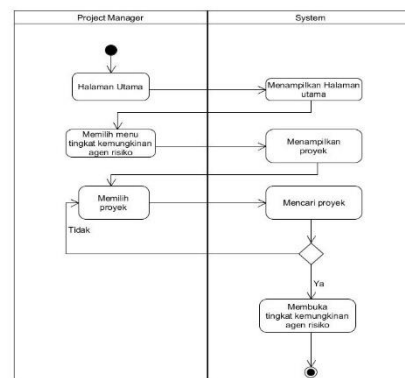 Project Manager
System
Halaman Utama
Menampilkan Halaman
utama
Memilih menu
tingkat kemungkinan
agen risiko
Menampilkan
proyek
Memilih
proyek
Mencari proyek
Tidak
Ya
Membuka
tingkat kemungkinan
agen risiko